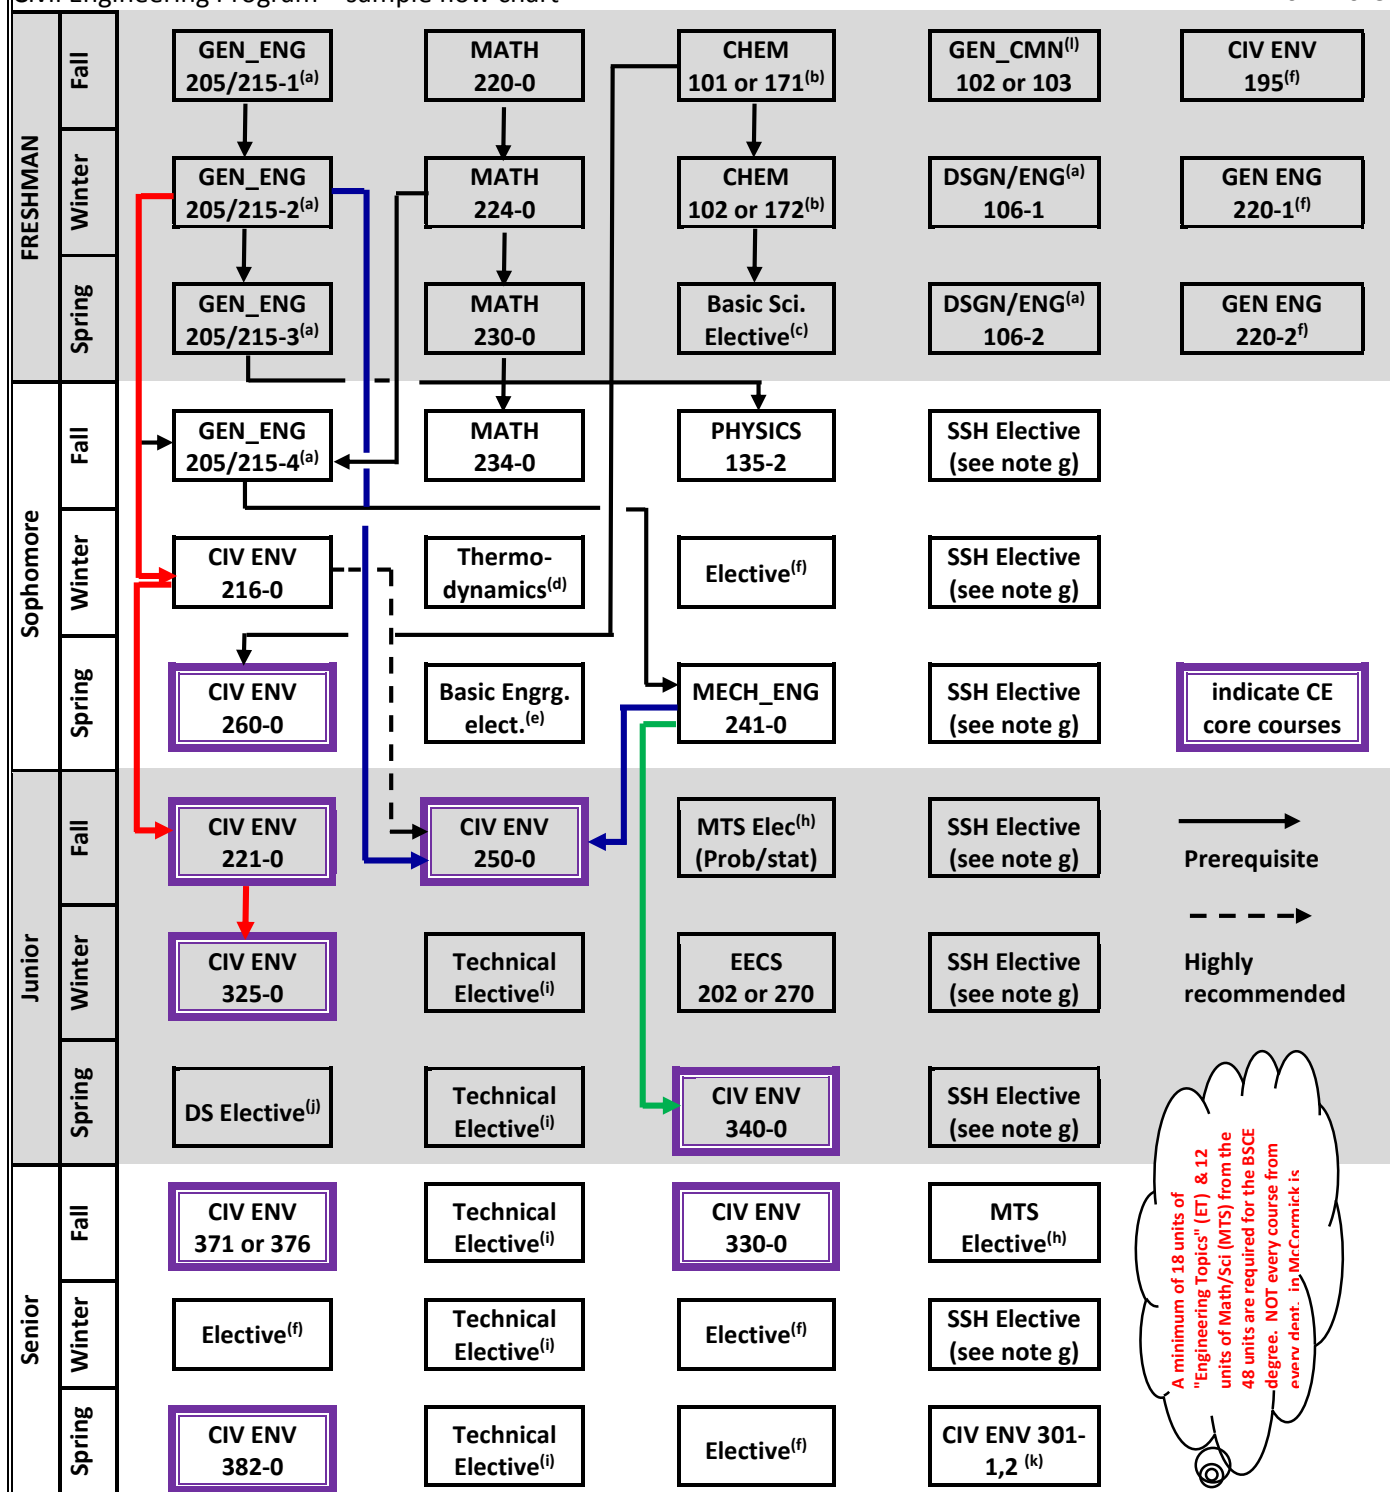 Civil Engineering Program – sample flow chart
FRESHMAN
Fall
GEN_ENG
205/215-1(a)
MATH
220-0
CHEM
101 or 171(b)
GEN_CMN(l)
102 or 103
CIV ENV
195(f)
Winter
GEN_ENG
205/215-2(a)
MATH
224-0
CHEM
102 or 172(b)
DSGN/ENG(a)
106-1
GEN ENG
220-1(f)
Spring
GEN_ENG
205/215-3(a)
MATH
230-0
Basic Sci.
Elective(c)
DSGN/ENG(a)
106-2
GEN ENG
220-2f)
Sophomore
Fall
GEN_ENG
205/215-4(a)
MATH
234-0
PHYSICS
135-2
SSH Elective
(see note g)
Winter
CIV ENV
216-0
Thermo-
dynamics(d)
Elective(f)
SSH Elective
(see note g)
Spring
CIV ENV
260-0
Basic Engrg.
elect.(e)
MECH_ENG
241-0
SSH Elective
(see note g)
indicate CE
core courses
Junior
Fall
CIV ENV
221-0
CIV ENV
250-0
MTS Elec(h)
(Prob/stat)
SSH Elective
(see note g)
Prerequisite
Winter
CIV ENV
325-0
Technical
Elective(i)
EECS
202 or 270
SSH Elective
(see note g)
Highly
recommended
Spring
DS Elective(j)
Technical
Elective(i)
CIV ENV
340-0
SSH Elective
(see note g)
Senior
Fall
CIV ENV
371 or 376
Technical
Elective(i)
CIV ENV
330-0
MTS
Elective(h)
Winter
Elective(f)
Technical
Elective(i)
Elective(f)
SSH Elective
(see note g)
Spring
CIV ENV
382-0
Technical
Elective(i)
Elective(f)
CIV ENV 301-
1,2 (k)
A minimum of 18 units of
"Engineering Topics" (ET) & 12
units of Math/Sci (MTS) from the
48 units are required for the BSCE
degree. NOT every course from
every dept. in McCormick is